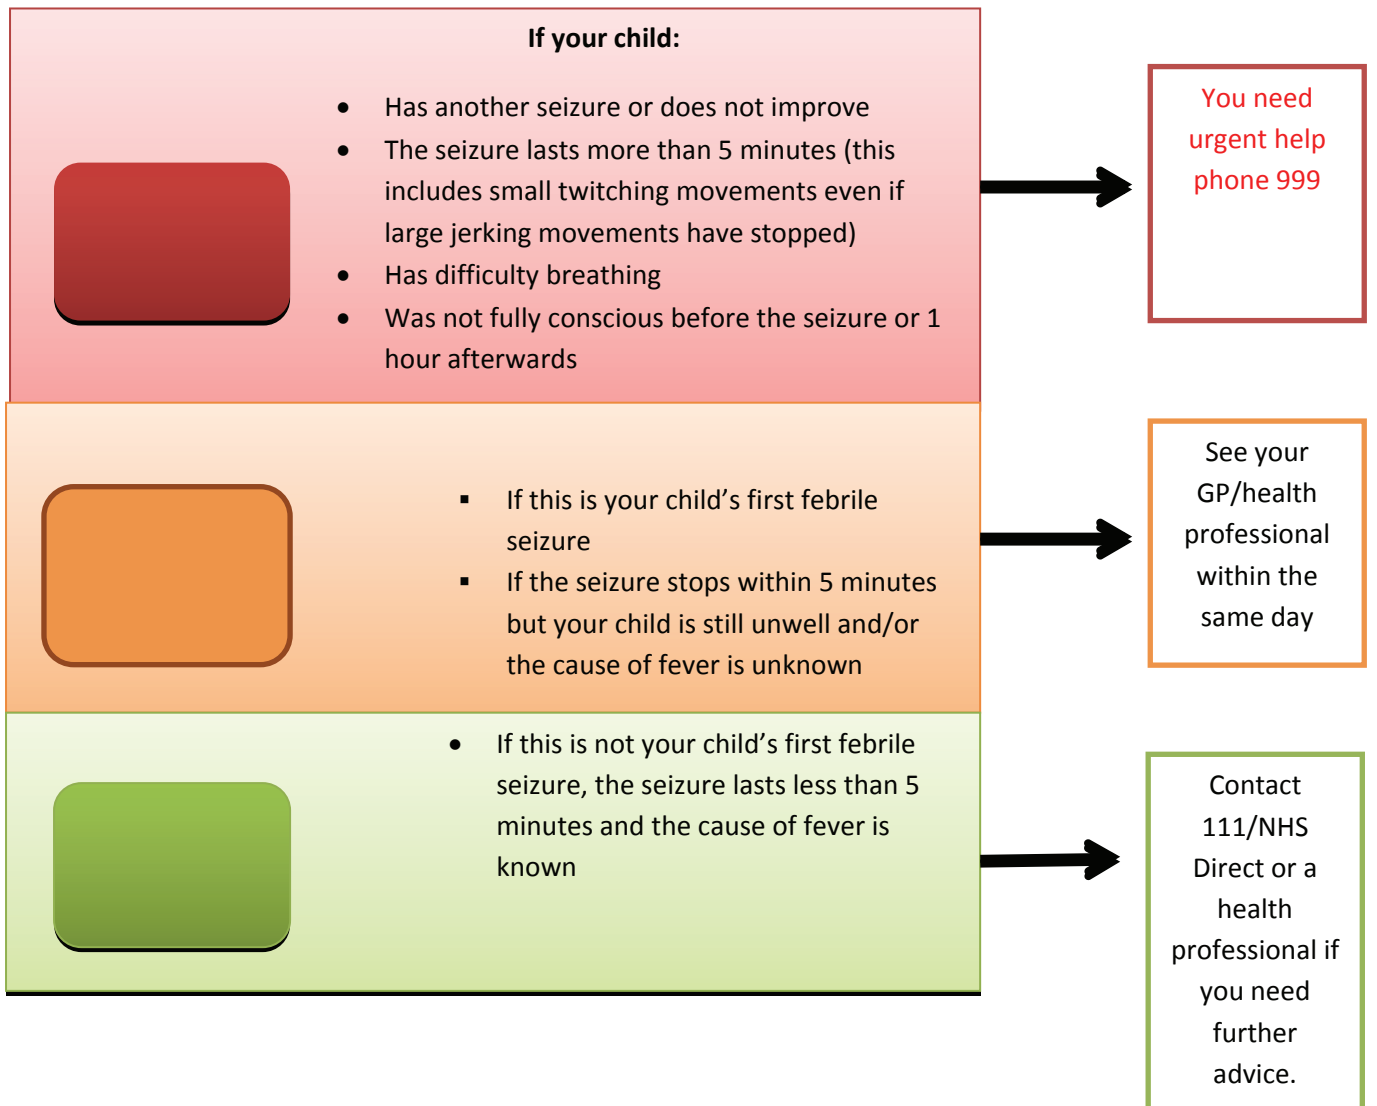 If your child:
• Has another seizure or does not improve
• The seizure lasts more than 5 minutes (this
includes small twitching movements even if
large jerking movements have stopped)
• Has difficulty breathing
• Was not fully conscious before the seizure or 1
hour afterwards
You need
urgent help
phone 999
▪ If this is your child’s first febrile
seizure
▪ If the seizure stops within 5 minutes
but your child is still unwell and/or
the cause of fever is unknown
See your
GP/health
professional
within the
same day
• If this is not your child’s first febrile
seizure, the seizure lasts less than 5
minutes and the cause of fever is
known
Contact
111/NHS
Direct or a
health
professional if
you need
further
advice.